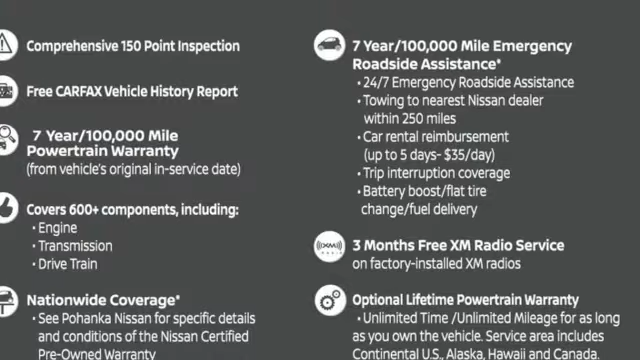 Comprehensive 150 Point Inspection
Free CARFAX Vehicle History Report
7 Year/100,000 Mile
Powertrain Warranty
(from vehicle's original in-service date)
Covers 600+ components, including:
• Engine
• Transmission
• Drive Train
Nationwide Coverage*
• See Pohanka Nissan for specific details
and conditions of the Nissan Certified
Pre-Owned Warranty
7 Year/100,000 Mile Emergency
Roadside Assistance*
• 24/7 Emergency Roadside Assistance
• Towing to nearest Nissan dealer
within 250 miles
• Car rental reimbursement
(up to 5 days- $35/day)
• Trip interruption coverage
• Battery boost/flat tire
change/fuel delivery
((XM))
RADIO
3 Months Free XM Radio Service
on factory-installed XM radios
Optional Lifetime Powertrain Warranty
• Unlimited Time /Unlimited Mileage for as long
as you own the vehicle. Service area includes
Continental U.S., Alaska, Hawaii and Canada.